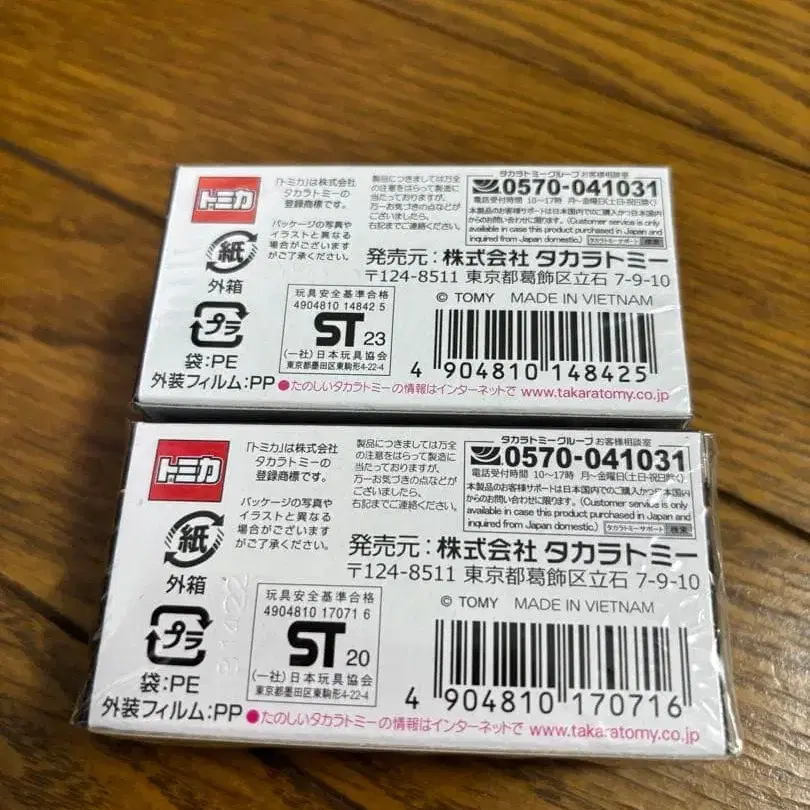 トミカ
「トミカ」は株式会社
タカラトミーの
登録商標です。
パッケージの写真や
イラストと異なる
場合がございます
がご了承ください。
製品につきましては万全
の注意をはらって製造に
当たっておりますが、
万一お気づきの点などが
ございましたら、
右記までご連絡ください。
タカラトミーグループ お客様相談室
0570-041031
電話受付時間 10～17時 月～金曜日(土日・祝日除く)
本製品のお客様サポートは日本国内でのご購入かつ日本国内
からのお問い合わせに限ります。(Customer service is only
available in case this product purchased in Japan and
inquired from Japan domestic.) タカラトミーサポート 検索
紙
外箱
プラ
袋:PE
外装フィルム:PP
発売元:株式会社 タカラトミー
〒124-8511 東京都葛飾区立石 7-9-10
© TOMY MADE IN VIETNAM
玩具安全基準合格
4904810 14842 5
ST 23
(一社)日本玩具協会
東京都墨田区東駒形4-22-4
4 904810 148425
●たのしいタカラトミーの情報はインターネットで www.takaratomy.co.jp
トミカ
「トミカ」は株式会社
タカラトミーの
登録商標です。
パッケージの写真や
イラストと異なる
場合がございます
がご了承ください。
製品につきましては万全
の注意をはらって製造に
当たっておりますが、
万一お気づきの点などが
ございましたら、
右記までご連絡ください。
タカラトミーグループ お客様相談室
0570-041031
電話受付時間 10～17時 月～金曜日(土日・祝日除く)
本製品のお客様サポートは日本国内でのご購入かつ日本国内
からのお問い合わせに限ります。(Customer service is only
available in case this product purchased in Japan and
inquired from Japan domestic.) タカラトミーサポート 検索
紙
外箱
プラ
袋:PE
外装フィルム:PP
発売元:株式会社 タカラトミー
〒124-8511 東京都葛飾区立石 7-9-10
© TOMY MADE IN VIETNAM
玩具安全基準合格
4904810 17071 6
ST 20
(一社)日本玩具協会
東京都墨田区東駒形4-22-4
4 904810 170716
●たのしいタカラトミーの情報はインターネットで www.takaratomy.co.jp